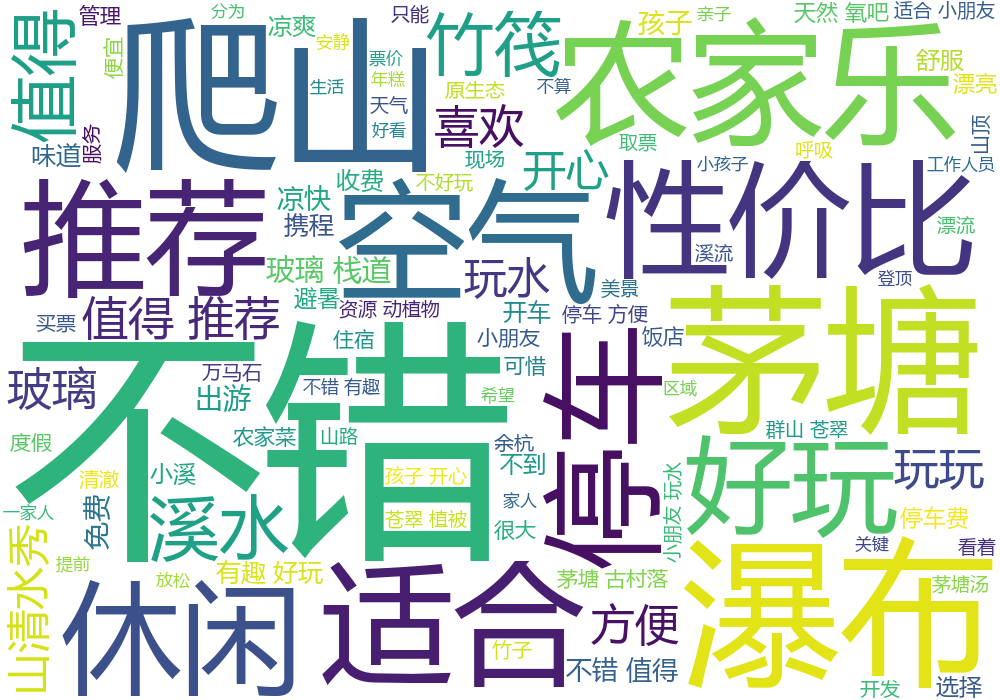 管理
分为
凉爽
只能
孩子
亲子
天然 氧吧
适合 小朋友
值得
便宜
爬山
安静
票价
年糕
生活
天气
好看
竹筏
原生态
不算
农家乐
舒服
漂亮
味道
服务
喜欢
现场
开心
取票
呼吸
山顶
小孩子
工作人员
推荐
收费
不好玩
凉快
携程
空气
性价比
漂流
溪流
登顶
玻璃 栈道
玩水
美景
避暑
资源 动植物
开车
停车 方便
买票
值得 推荐
住宿
小朋友
饭店
茅塘
不错
万马石
可惜
玻璃
出游
不错 有趣
希望
停车
区域
度假
农家菜
山路
余杭
群山 苍翠
好玩
玩玩
小溪
清澈
孩子 开心
不到
小朋友 玩水
一家人
免费
溪水
苍翠 植被
家人
很大
停车费
山清水秀
提前
放松
有趣 好玩
关键
看着
休闲
适合
茅塘 古村落
瀑布
茅塘汤
方便
竹子
不错 值得
开发
选择